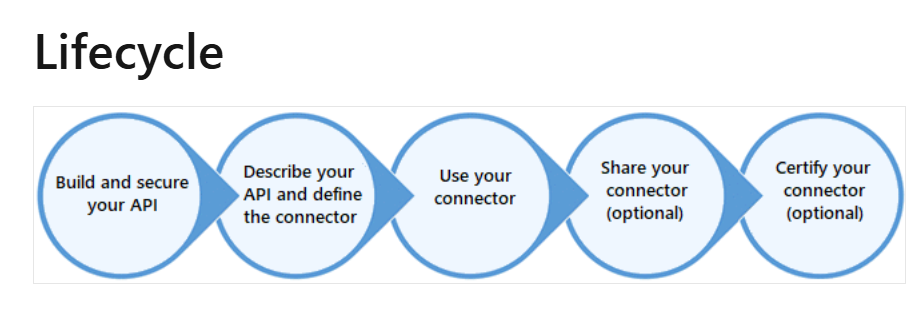 Lifecycle
Build and secure
your API
Describe your
API and define
the connector
Use your
connector
Share your
connector
(optional)
Certify your
connector
(optional)